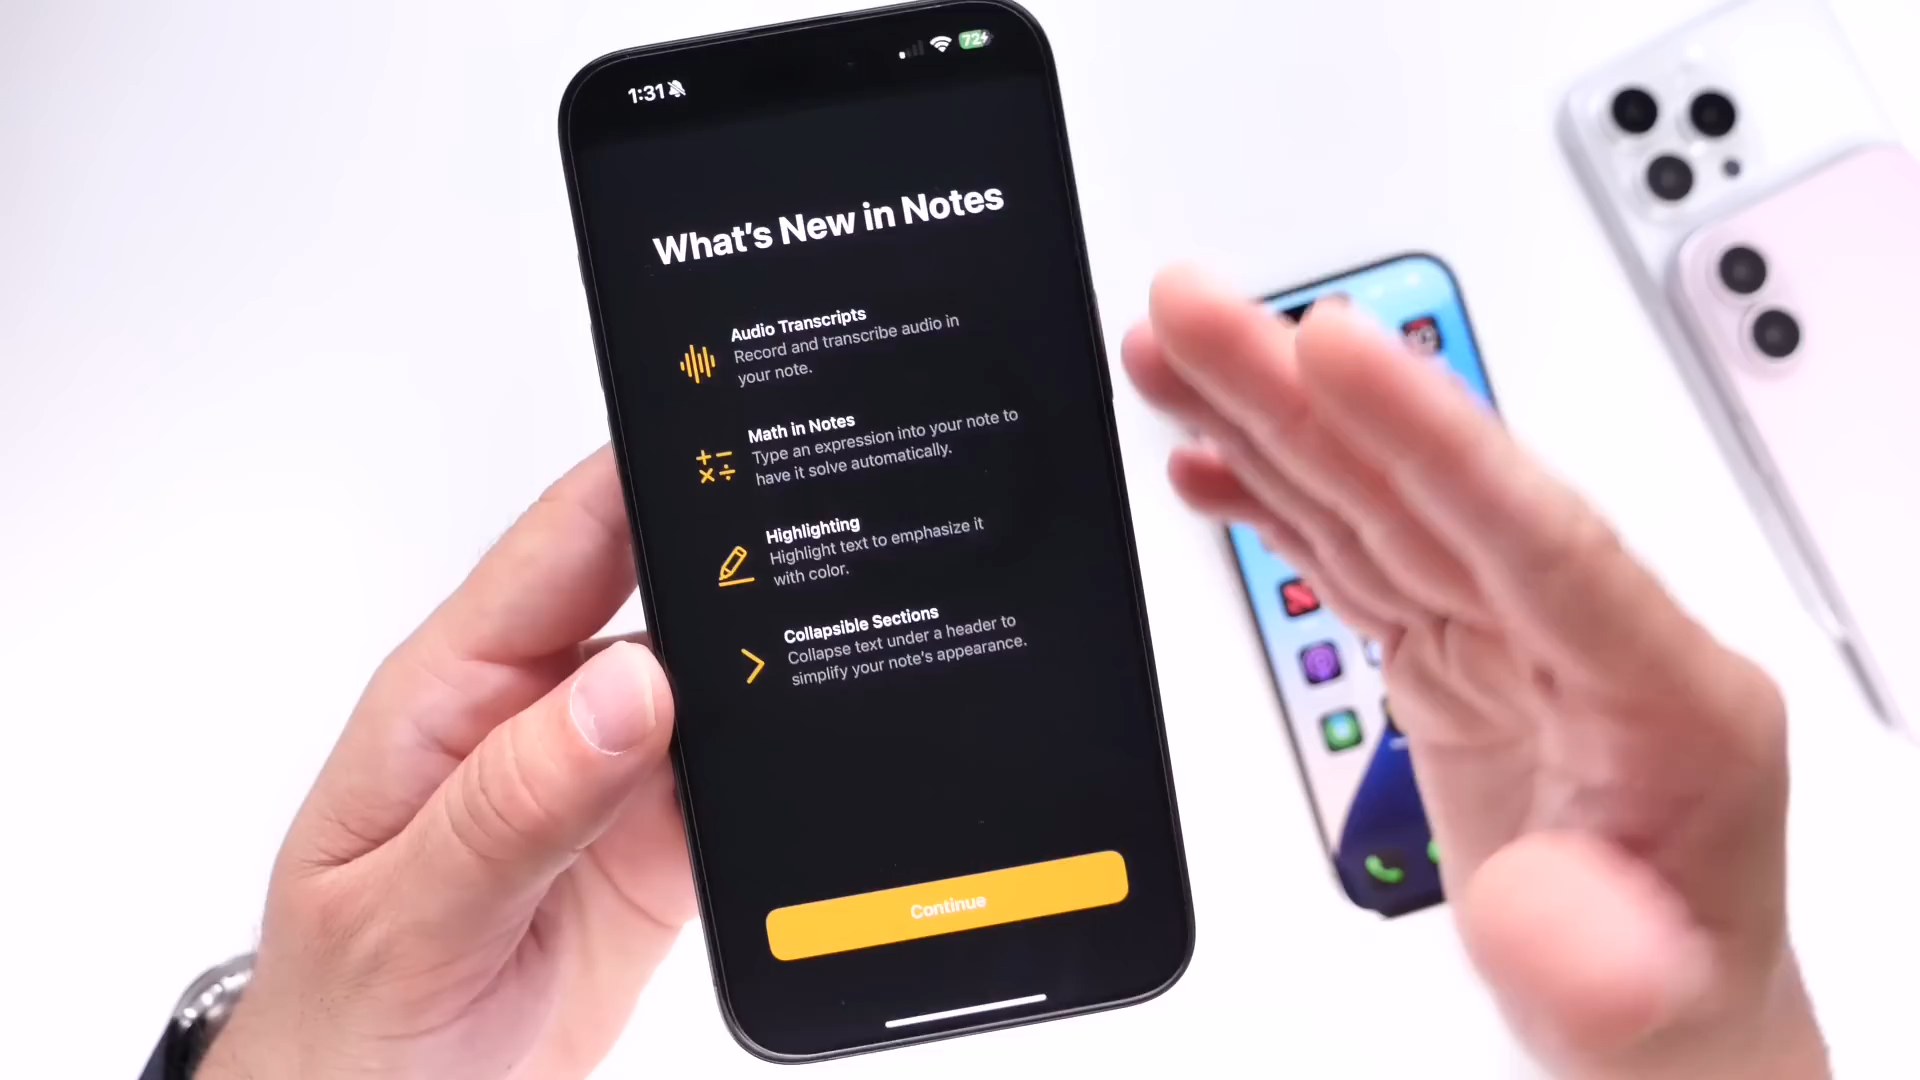 1:31
72
What's New in Notes
Audio Transcripts
Record and transcribe audio in
your note.
Math in Notes
Type an expression into your note to
have it solve automatically.
Highlighting
Highlight text to emphasize it
with color.
Collapsible Sections
Collapse text under a header to
simplify your note's appearance.
Continue